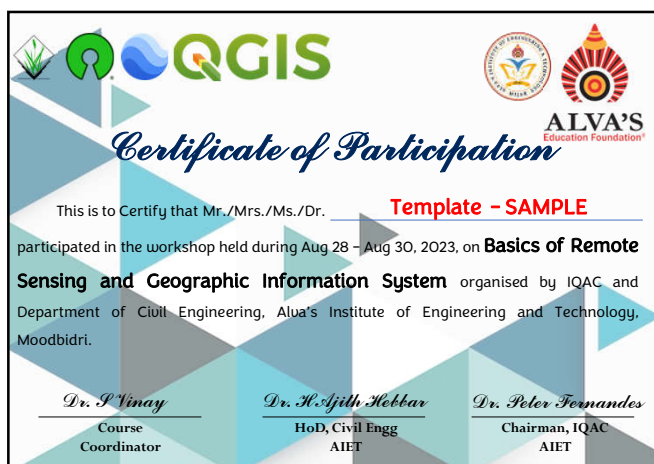 QGIS
ALVA'S
Education Foundation®
Certificate of Participation
This is to Certify that Mr./Mrs./Ms./Dr. Template - SAMPLE
participated in the workshop held during Aug 28 – Aug 30, 2023, on Basics of Remote
Sensing and Geographic Information System organised by IQAC and
Department of Civil Engineering, Alva's Institute of Engineering and Technology,
Moodbidri.
Dr. S Vinay Dr. H Ajith Hebbar Dr. Peter Fernandes
Course HoD, Civil Engg Chairman, IQAC
Coordinator AIET AIET